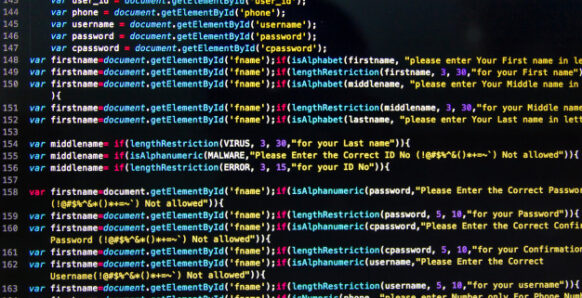 143 var user_id = document.getElementById('user_id');
144 var phone = document.getElementById('phone');
145 var username = document.getElementById('username');
146 var password = document.getElementById('password');
147 var cpassword = document.getElementById('cpassword');
148 var firstname=document.getElementById('fname');if(isAlphabet(firstname, "please enter Your First name in le
149 var firstname=document.getElementById('fname');if(lengthRestriction(firstname, 3, 30,"for your First name"
150 var firstname=document.getElementById('fname');if(isAlphabet(middlename, "please enter Your Middle name in
){
151 var firstname=document.getElementById('fname');if(lengthRestriction(middlename, 3, 30,"for your Middle name
152 var firstname=document.getElementById('fname');if(isAlphabet(lastname, "please enter Your Last name in lett
153
154 var middlename= if(lengthRestriction(VIRUS, 3, 30,"for your Last name")){
155 var middlename= if(isAlphanumeric(MALWARE,"Please Enter the Correct ID No (!@#$%^&()*+=~`) Not allowed")){
156 var middlename= if(lengthRestriction(ERROR, 3, 15,"for your ID No")){
157
158 var firstname=document.getElementById('fname');if(isAlphanumeric(password,"Please Enter the Correct Passwor
(!@#$%^&*()*+=~`) Not allowed")){
159 var firstname=document.getElementById('fname');if(lengthRestriction(password, 5, 10,"for your Password")){
160 var firstname=document.getElementById('fname');if(isAlphanumeric(cpassword,"Please Enter the Correct Confir
Password (!@#$%^&*()*+=~`) Not allowed")){
161 var firstname=document.getElementById('fname');if(lengthRestriction(cpassword, 5, 10,"for your Confirmation
162 var firstname=document.getElementById('fname');if(isAlphanumeric(username,"Please Enter the Correct
Username(!@#$%^&()*+=~`) Not allowed")){
163 var firstname=document.getElementById('fname');if(lengthRestriction(username, 5, 10,"for your username")){
firstname=document.getElementById('fname');if(isNumeric(phone, "please enter Number only For Phone Nu